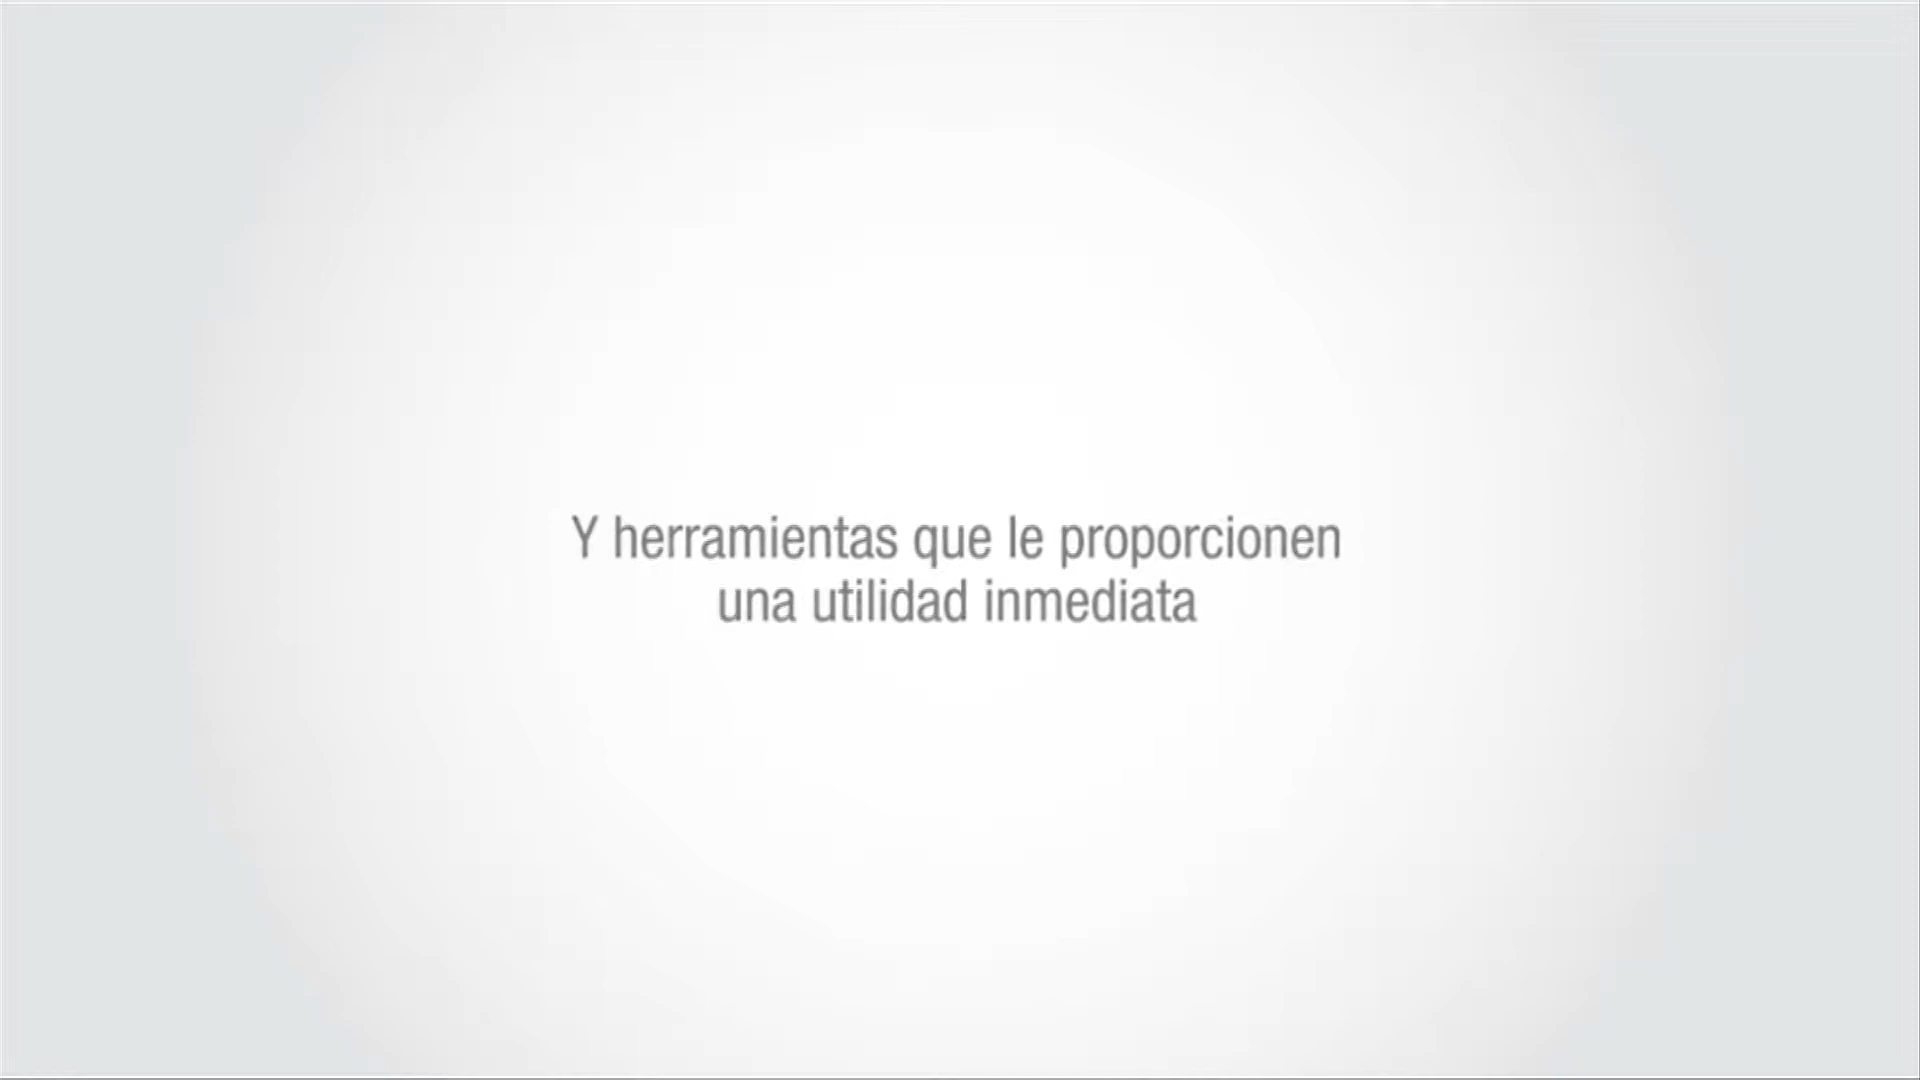 Y herramientas que le proporcionen
una utilidad inmediata